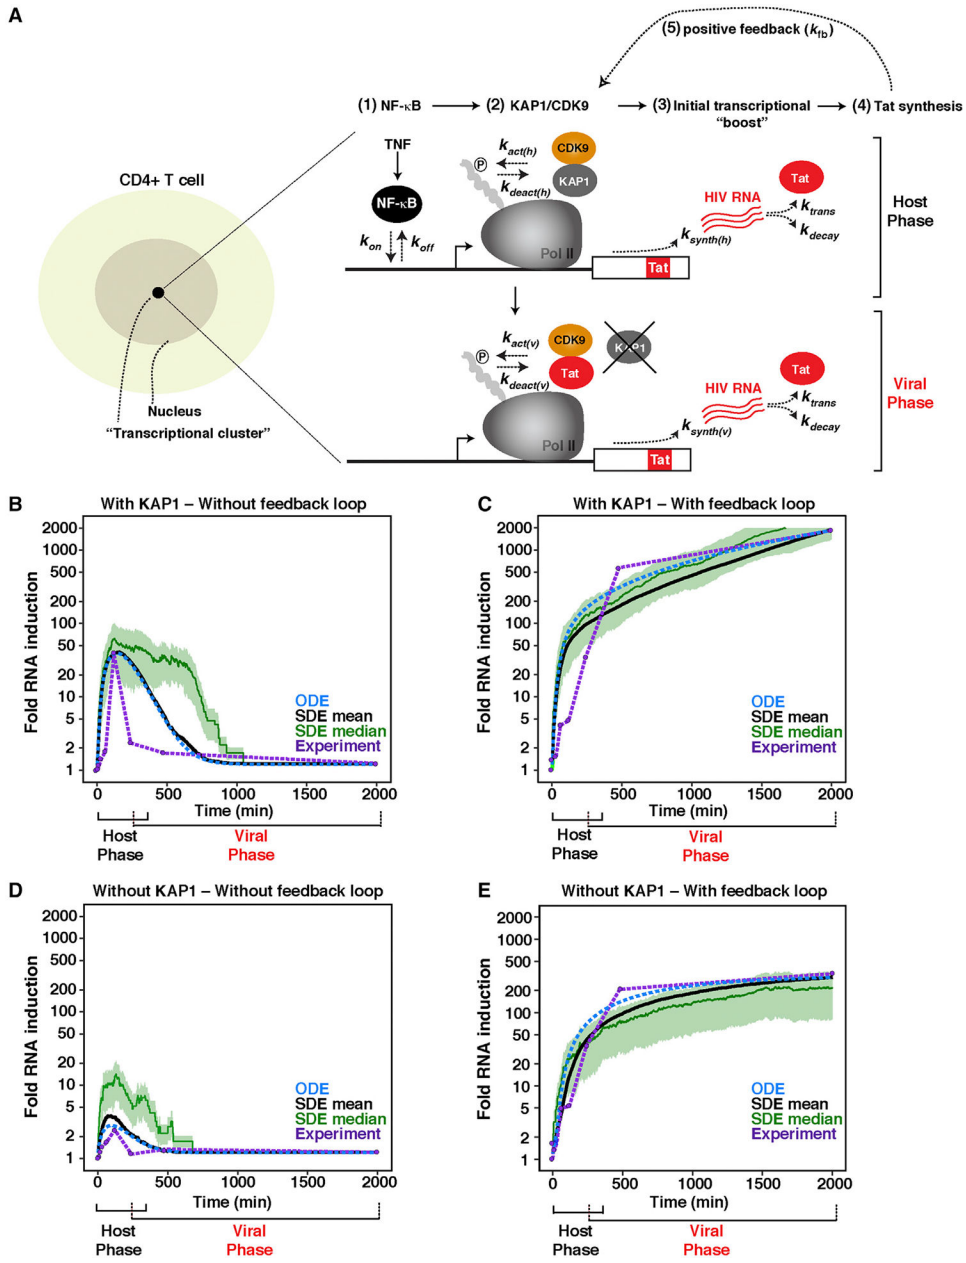 A
(5) positive feedback (kfb)
(1) NF-κB
(2) KAP1/CDK9
(3) Initial transcriptional
“boost”
(4) Tat synthesis
CD4+ T cell
TNF
NF-κB
kon
koff
P
kact(h)
kdeact(h)
CDK9
KAP1
Pol II
Tat
ksynth(h)
HIV RNA
Tat
ktrans
kdecay
Host
Phase
P
kact(v)
kdeact(v)
CDK9
Tat
KAP1
Pol II
Tat
ksynth(v)
HIV RNA
Tat
ktrans
kdecay
Viral
Phase
Nucleus
“Transcriptional cluster”
B
With KAP1 – Without feedback loop
Fold RNA induction
2000
1000
500
200
100
50
20
10
5
2
1
ODE
SDE mean
SDE median
Experiment
0
500
1000
1500
2000
Time (min)
Host
Phase
Viral
Phase
C
With KAP1 – With feedback loop
Fold RNA induction
2000
1000
500
200
100
50
20
10
5
2
1
ODE
SDE mean
SDE median
Experiment
0
500
1000
1500
2000
Time (min)
Host
Phase
Viral
Phase
D
Without KAP1 – Without feedback loop
Fold RNA induction
2000
1000
500
200
100
50
20
10
5
2
1
ODE
SDE mean
SDE median
Experiment
0
500
1000
1500
2000
Time (min)
Host
Phase
Viral
Phase
E
Without KAP1 – With feedback loop
Fold RNA induction
2000
1000
500
200
100
50
20
10
5
2
1
ODE
SDE mean
SDE median
Experiment
0
500
1000
1500
2000
Time (min)
Host
Phase
Viral
Phase